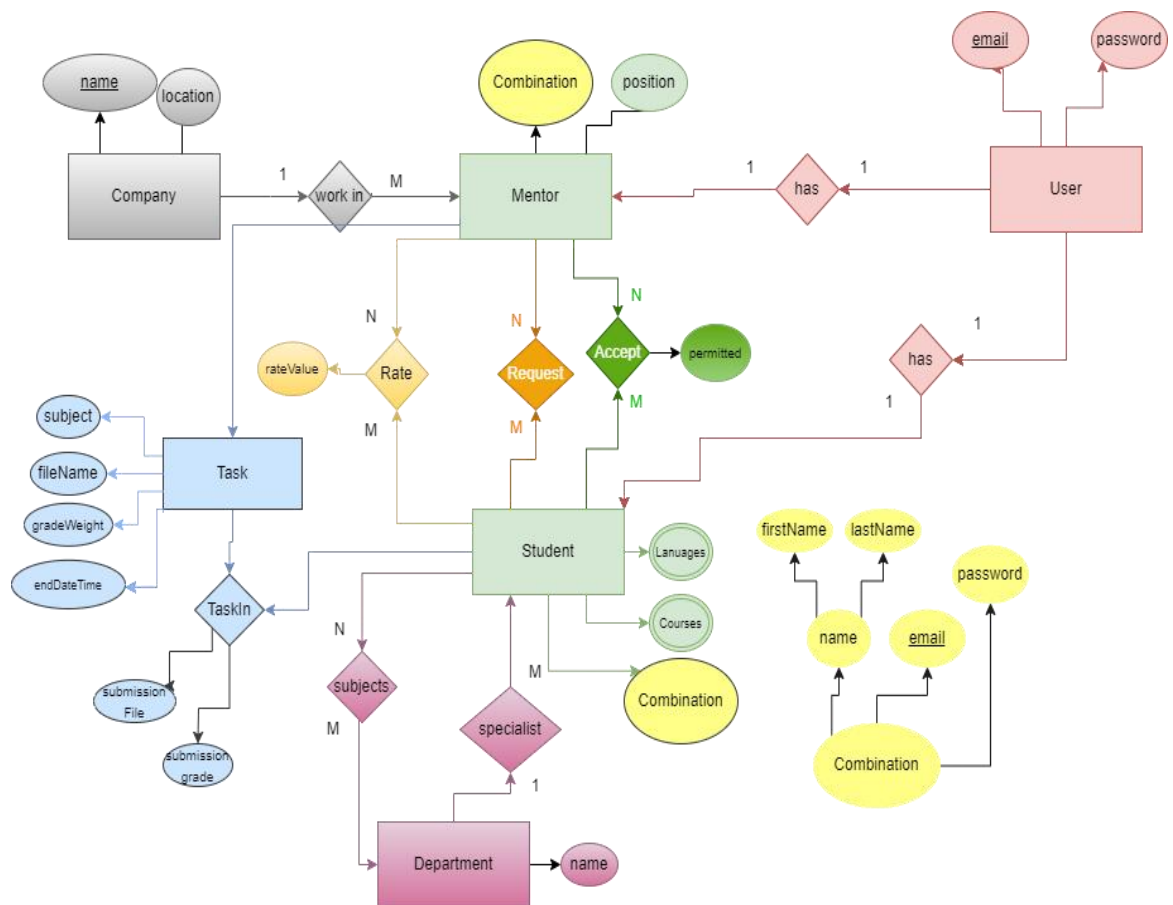 email
password
name
location
Combination
position
Company
1
work in
M
Mentor
1
has
1
User
N
N
N
1
rateValue
Rate
Request
Accept
permitted
has
M
M
M
1
subject
fileName
Task
gradeWeight
endDateTime
Student
Lanuages
firstName
lastName
password
TaskIn
Courses
name
email
N
M
submission
File
subjects
Combination
M
specialist
submission
grade
Combination
1
Department
name